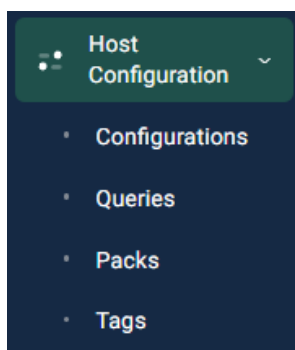 Host
Configuration
Configurations
Queries
Packs
Tags